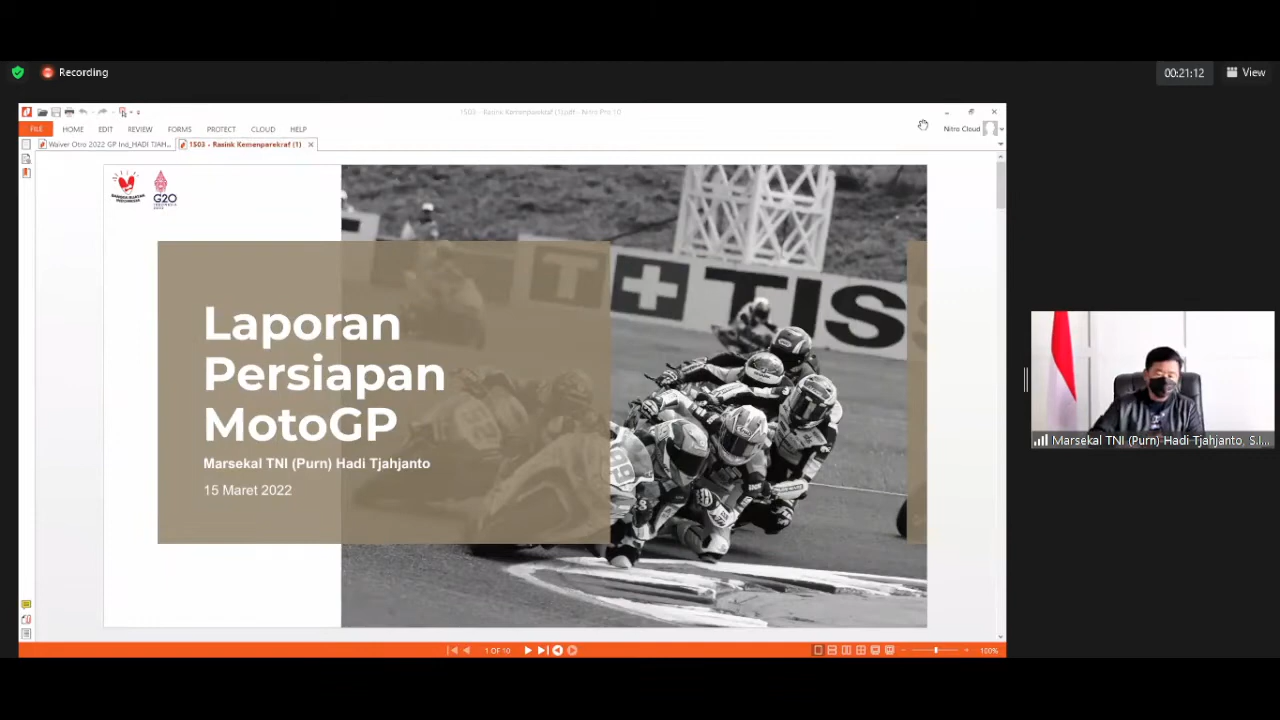 Recording
00:21:12
View
1503 - Rasink Kemenparekraf (1).pdf - Nitro Pro 10
FILE HOME EDIT REVIEW FORMS PROTECT CLOUD HELP
Nitro Cloud
Waiver Otro 2022 GP Ind_HADI TJAH...
1503 - Rasink Kemenparekraf (1)
G20
TISS
Laporan
Persiapan
MotoGP
Marsekal TNI (Purn) Hadi Tjahjanto
15 Maret 2022
Marsekal TNI (Purn) Hadi Tjahjanto, S.I...
1 OF 10
100%